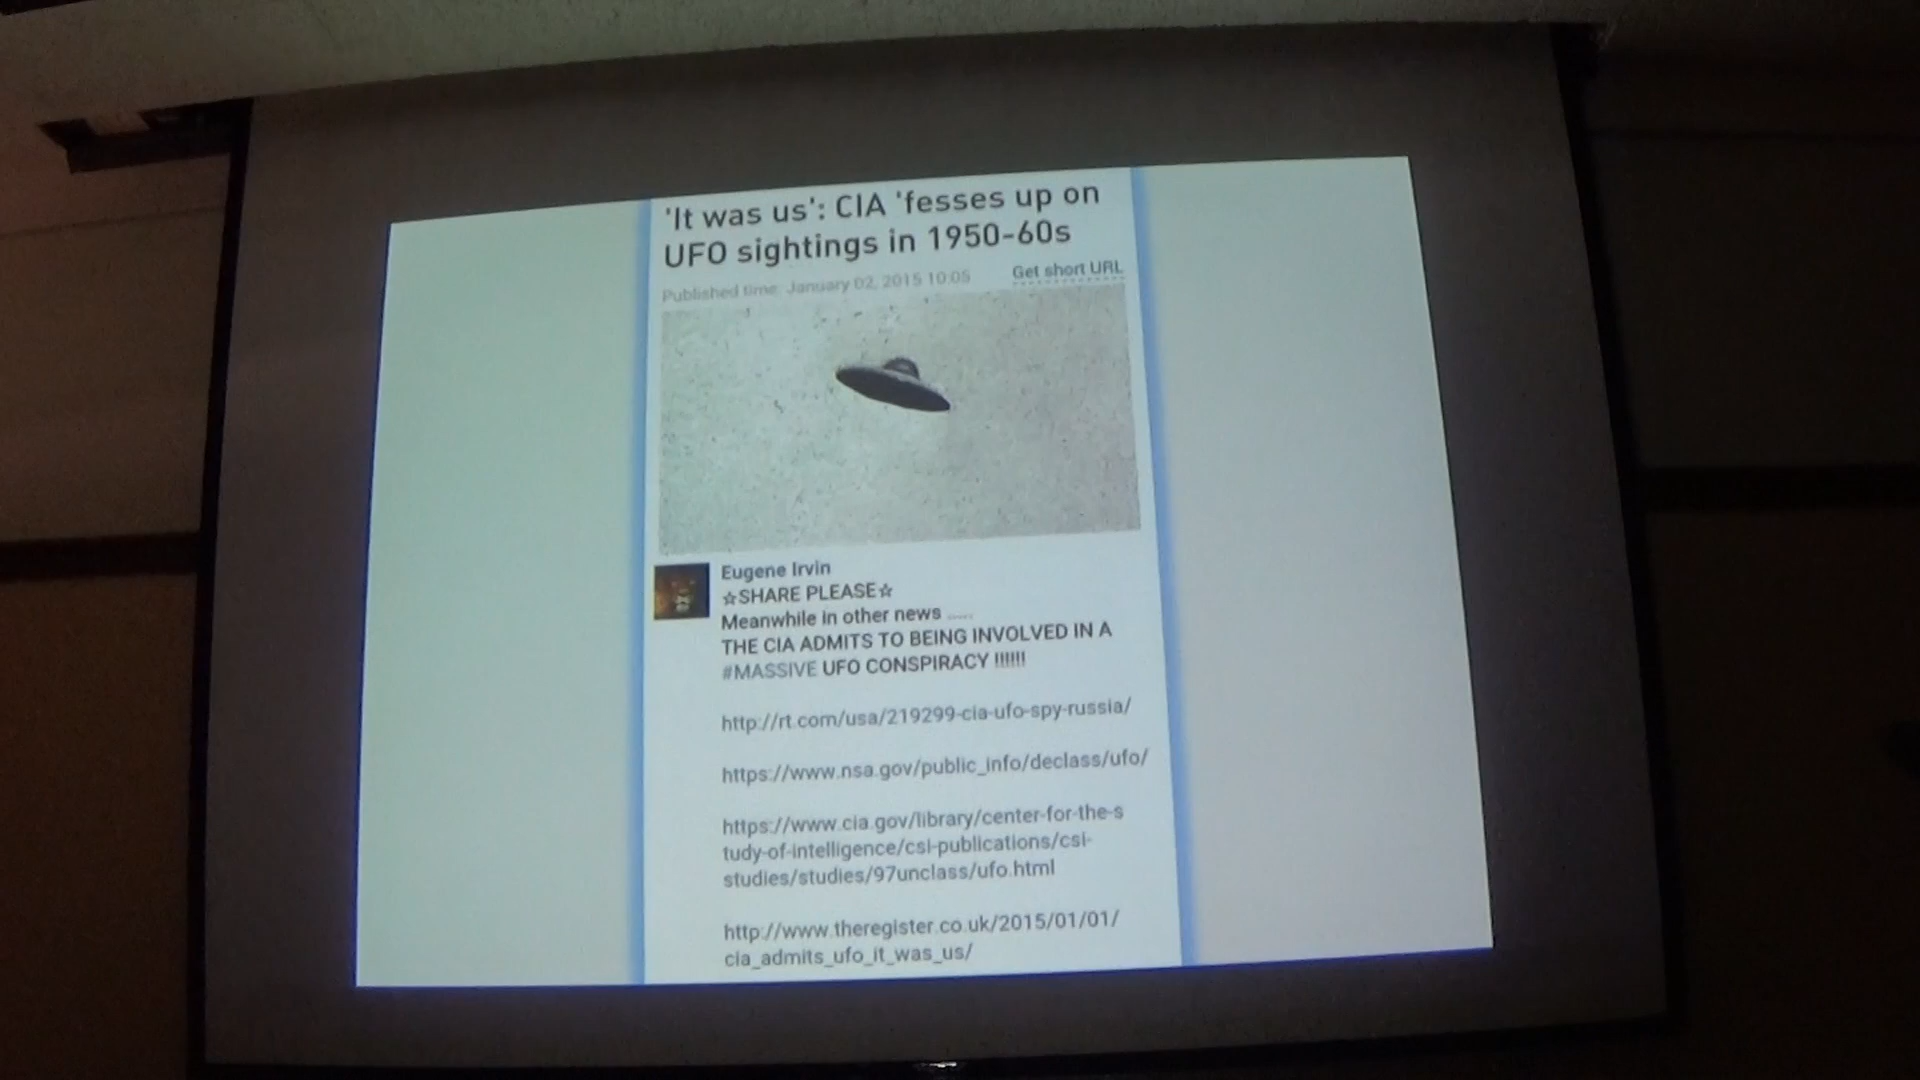 'It was us': CIA 'fesses up on
UFO sightings in 1950-60s
Published time: January 02, 2015 10:05
Get short URL
Eugene Irvin
☆SHARE PLEASE☆
Meanwhile in other news .....
THE CIA ADMITS TO BEING INVOLVED IN A
#MASSIVE UFO CONSPIRACY !!!!!!
http://rt.com/usa/219299-cia-ufo-spy-russia/
https://www.nsa.gov/public_info/declass/ufo/
https://www.cia.gov/library/center-for-the-s
tudy-of-intelligence/csi-publications/csi-
studies/studies/97unclass/ufo.html
http://www.theregister.co.uk/2015/01/01/
cia_admits_ufo_it_was_us/